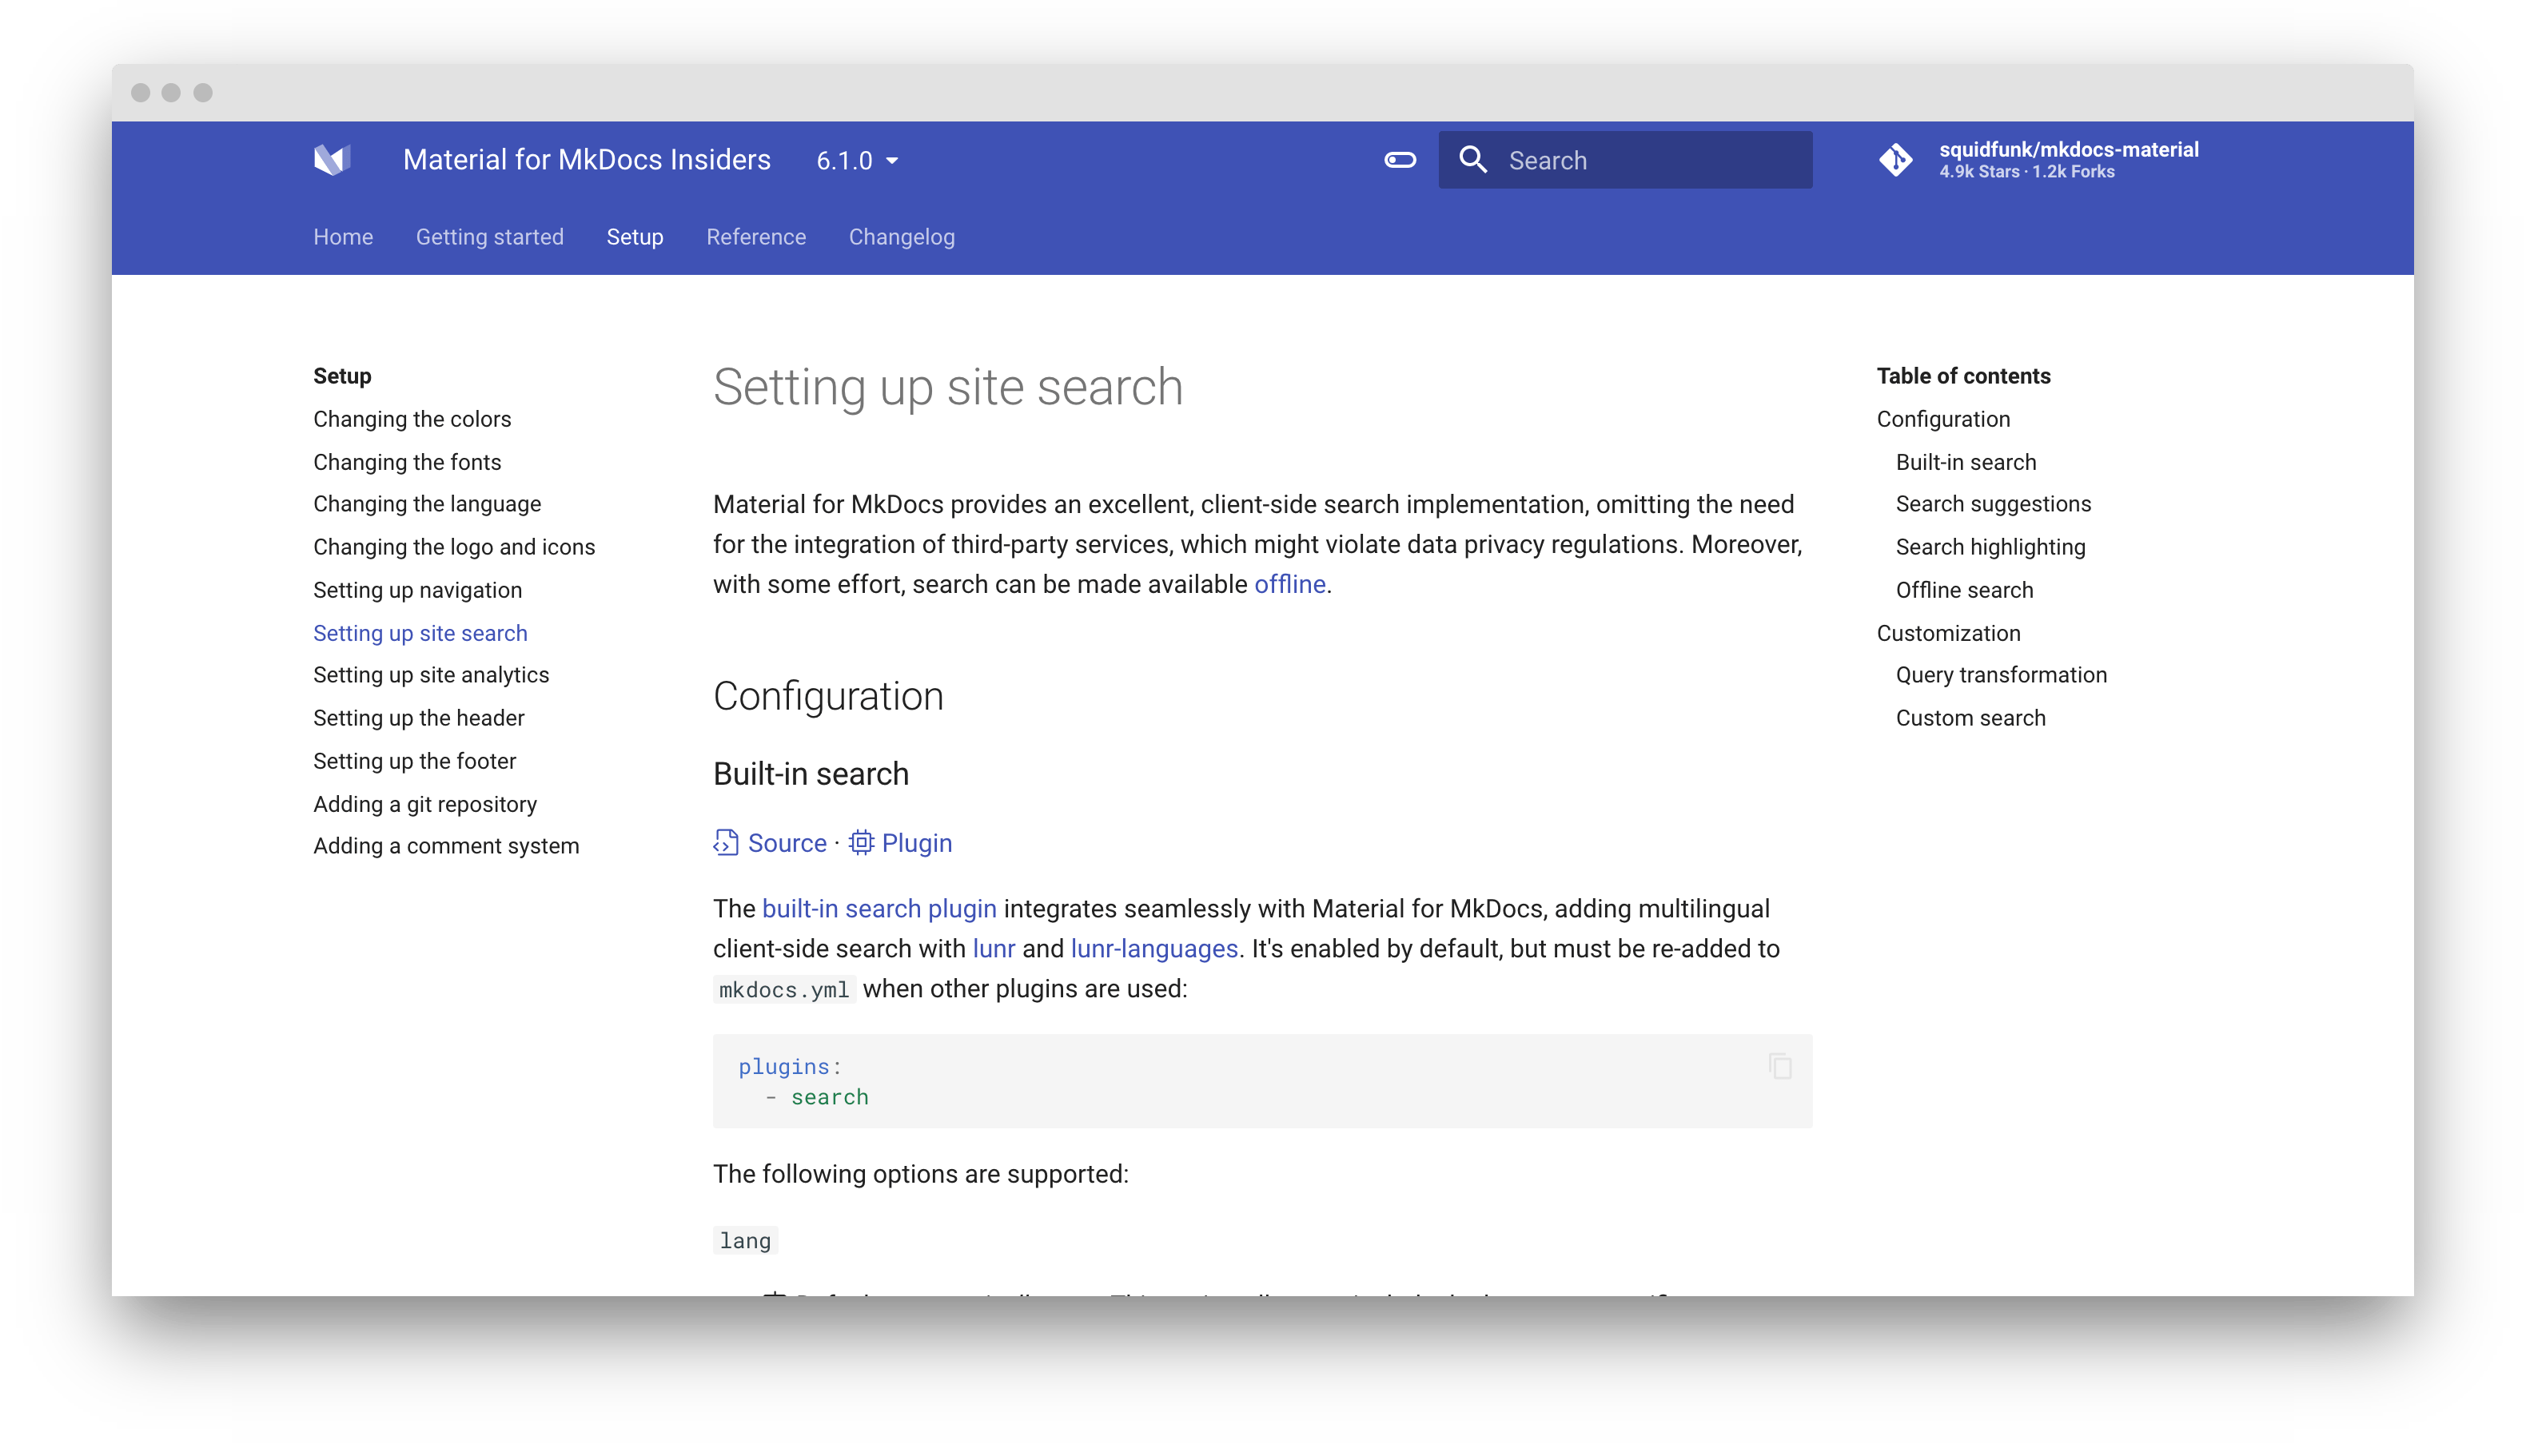 Material for MkDocs Insiders 6.1.0
Search
squidfunk/mkdocs-material
4.9k Stars · 1.2k Forks
Home Getting started Setup Reference Changelog
Setup
Changing the colors
Changing the fonts
Changing the language
Changing the logo and icons
Setting up navigation
Setting up site search
Setting up site analytics
Setting up the header
Setting up the footer
Adding a git repository
Adding a comment system
Setting up site search
Material for MkDocs provides an excellent, client-side search implementation, omitting the need
for the integration of third-party services, which might violate data privacy regulations. Moreover,
with some effort, search can be made available offline.
Configuration
Built-in search
Source · Plugin
The built-in search plugin integrates seamlessly with Material for MkDocs, adding multilingual
client-side search with lunr and lunr-languages. It's enabled by default, but must be re-added to
mkdocs.yml when other plugins are used:
plugins:
  - search
The following options are supported:
lang
Table of contents
Configuration
Built-in search
Search suggestions
Search highlighting
Offline search
Customization
Query transformation
Custom search